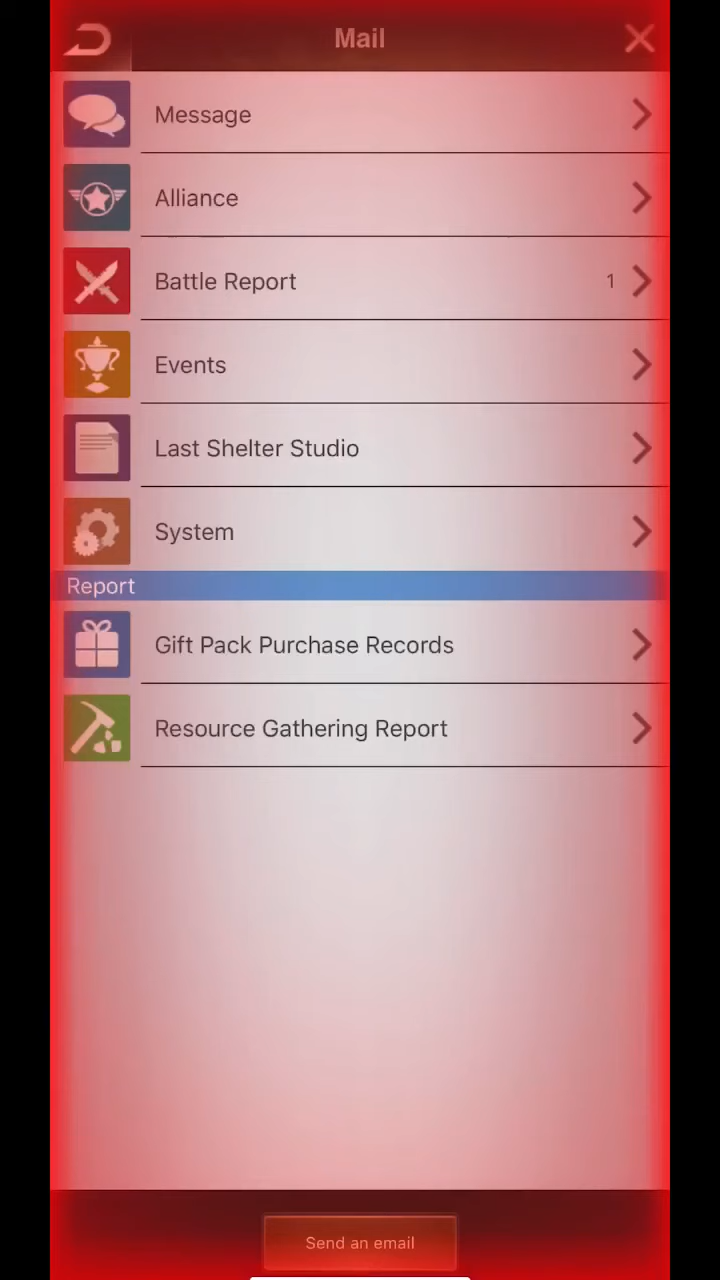 Mail
Message
Alliance
Battle Report 1
Events
Last Shelter Studio
System
Report
Gift Pack Purchase Records
Resource Gathering Report
Send an email